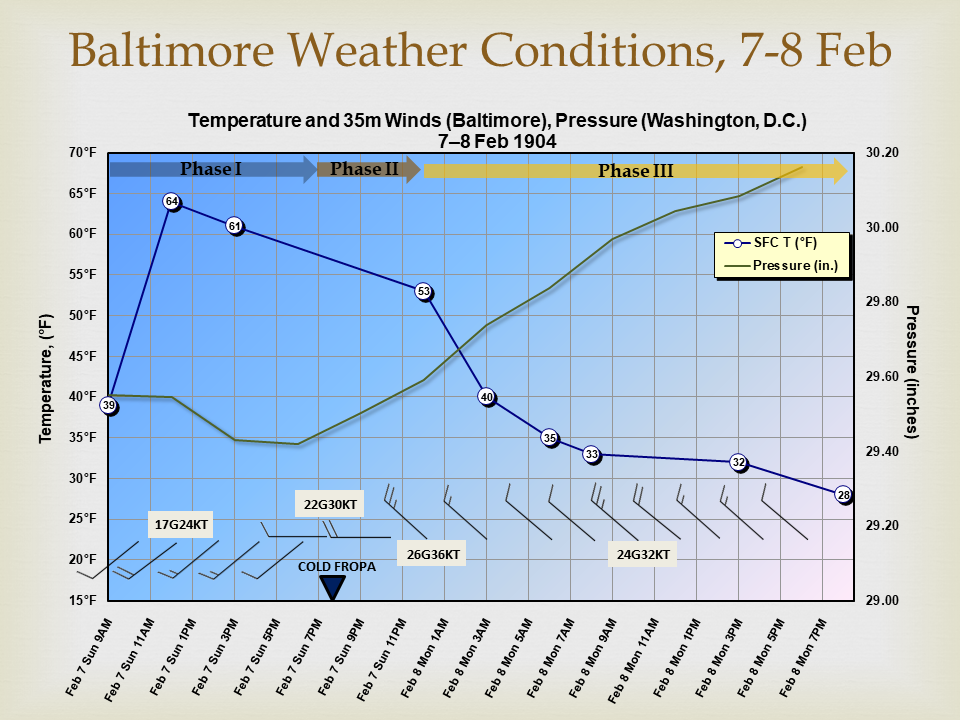 Baltimore Weather Conditions, 7-8 Feb
Temperature and 35m Winds (Baltimore), Pressure (Washington, D.C.)
7–8 Feb 1904
Phase I
Phase II
Phase III
70°F
65°F
60°F
55°F
50°F
45°F
40°F
35°F
30°F
25°F
20°F
15°F
Temperature, (°F)
30.20
30.00
29.80
29.60
29.40
29.20
29.00
Pressure (inches)
SFC T (°F)
Pressure (in.)
39
64
61
53
40
35
33
32
28
17G24KT
22G30KT
26G36KT
24G32KT
COLD FROPA
Feb 7 Sun 9AM
Feb 7 Sun 11AM
Feb 7 Sun 1PM
Feb 7 Sun 3PM
Feb 7 Sun 5PM
Feb 7 Sun 7PM
Feb 7 Sun 9PM
Feb 7 Sun 11PM
Feb 8 Mon 1AM
Feb 8 Mon 3AM
Feb 8 Mon 5AM
Feb 8 Mon 7AM
Feb 8 Mon 9AM
Feb 8 Mon 11AM
Feb 8 Mon 1PM
Feb 8 Mon 3PM
Feb 8 Mon 5PM
Feb 8 Mon 7PM